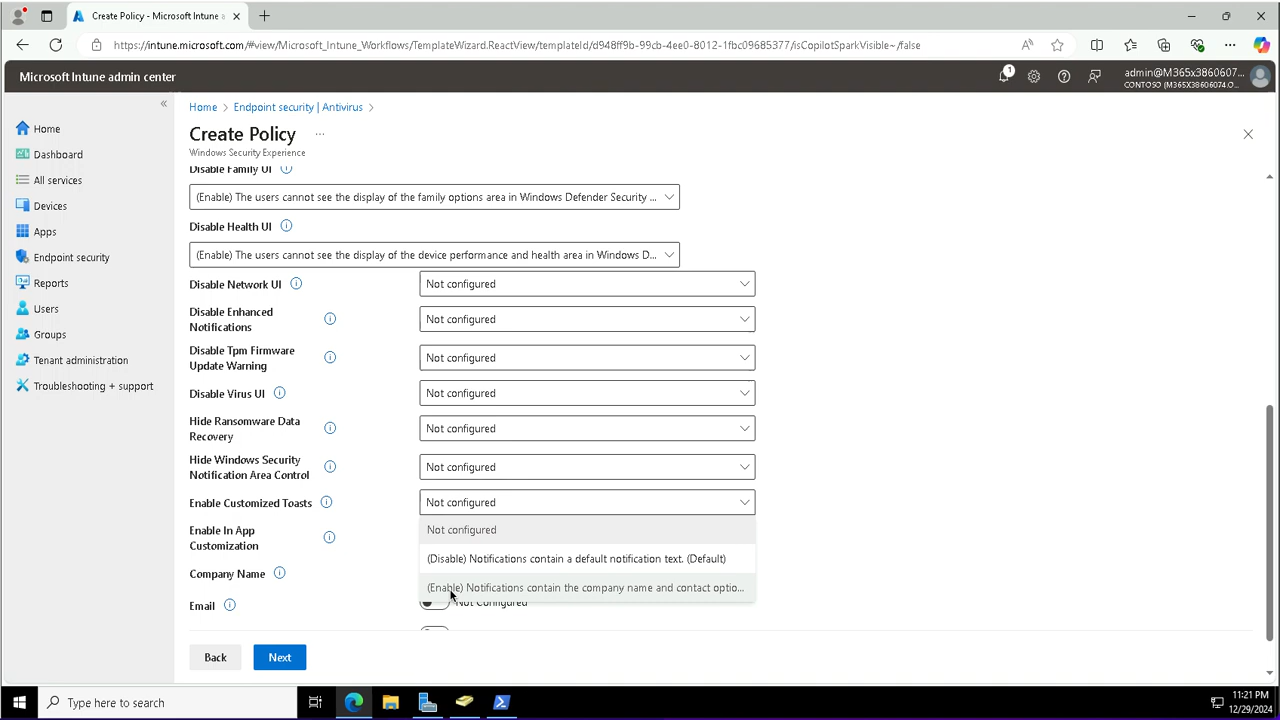 Create Policy - Microsoft Intune a
https://intune.microsoft.com/#view/Microsoft_Intune_Workflows/TemplateWizard.ReactView/templateId/d948ff9b-99cb-4ee0-8012-1fbc09685377/isCopilotSparkVisible~/false
Microsoft Intune admin center
1
admin@M365x3860607...
CONTOSO (M365X38606074.O...
Home
Dashboard
All services
Devices
Apps
Endpoint security
Reports
Users
Groups
Tenant administration
Troubleshooting + support
Home > Endpoint security | Antivirus >
Create Policy ...
Windows Security Experience
Disable Family UI
(Enable) The users cannot see the display of the family options area in Windows Defender Security ...
Disable Health UI
(Enable) The users cannot see the display of the device performance and health area in Windows D...
Disable Network UI
Not configured
Disable Enhanced
Notifications
Not configured
Disable Tpm Firmware
Update Warning
Not configured
Disable Virus UI
Not configured
Hide Ransomware Data
Recovery
Not configured
Hide Windows Security
Notification Area Control
Not configured
Enable Customized Toasts
Not configured
Not configured
(Disable) Notifications contain a default notification text. (Default)
(Enable) Notifications contain the company name and contact optio...
Enable In App
Customization
Company Name
Email
Not Configured
Back
Next
Type here to search
11:21 PM
12/29/2024